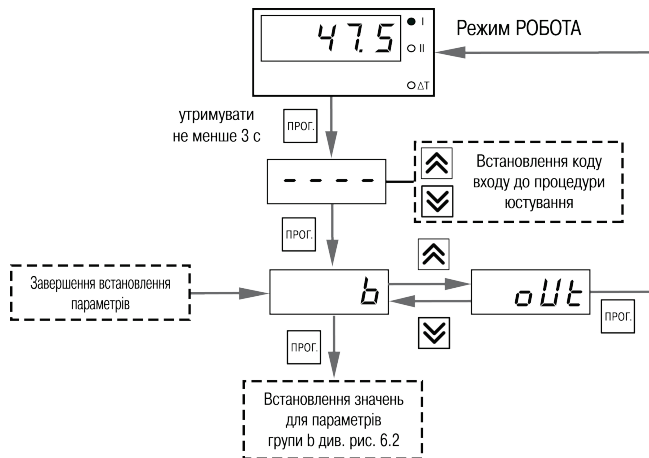 47.5
I
II
ΔT
Режим РОБОТА
утримувати
не менше 3 с
ПРОГ.
- - - -
Встановлення коду
входу до процедури
юстування
ПРОГ.
Завершення встановлення
параметрів
b
oUt
ПРОГ.
ПРОГ.
Встановлення значень
для параметрів
групи b див. рис. 6.2